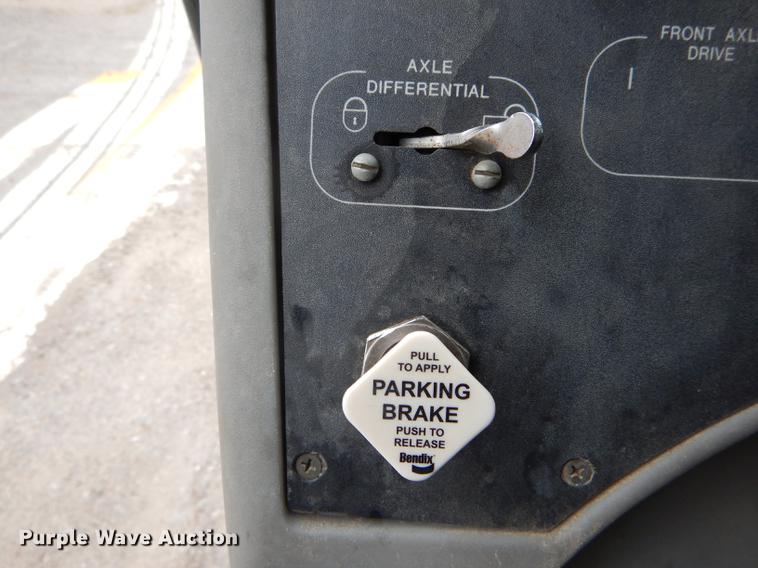 AXLE
DIFFERENTIAL
FRONT AXL
DRIVE
PULL
TO APPLY
PARKING
BRAKE
PUSH TO
RELEASE
Bendix
Purple Wave Auction